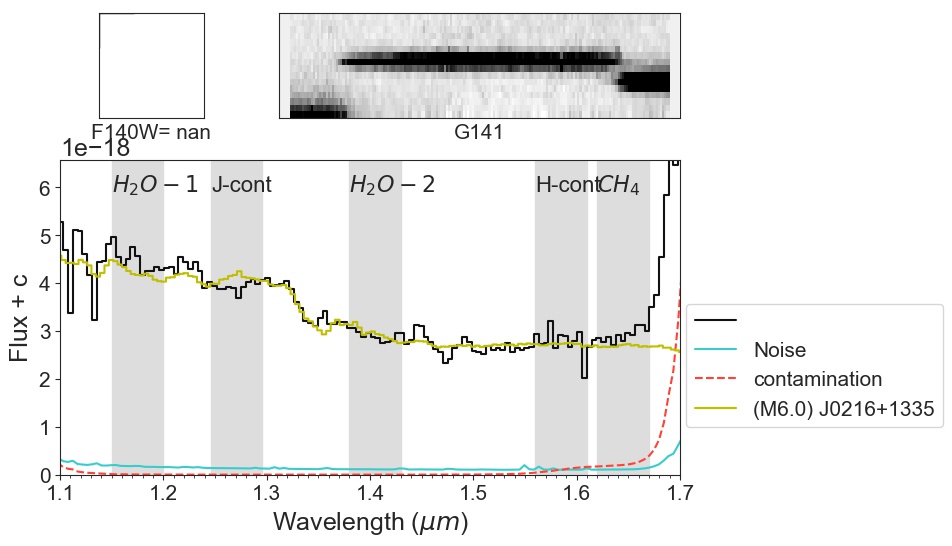 F140W= nan
G141
1e−18
H₂O − 1
J-cont
H₂O − 2
H-cont
CH₄
6
5
4
3
2
1
0
Flux + c
1.1
1.2
1.3
1.4
1.5
1.6
1.7
Wavelength (μm)
Noise
contamination
(M6.0) J0216+1335